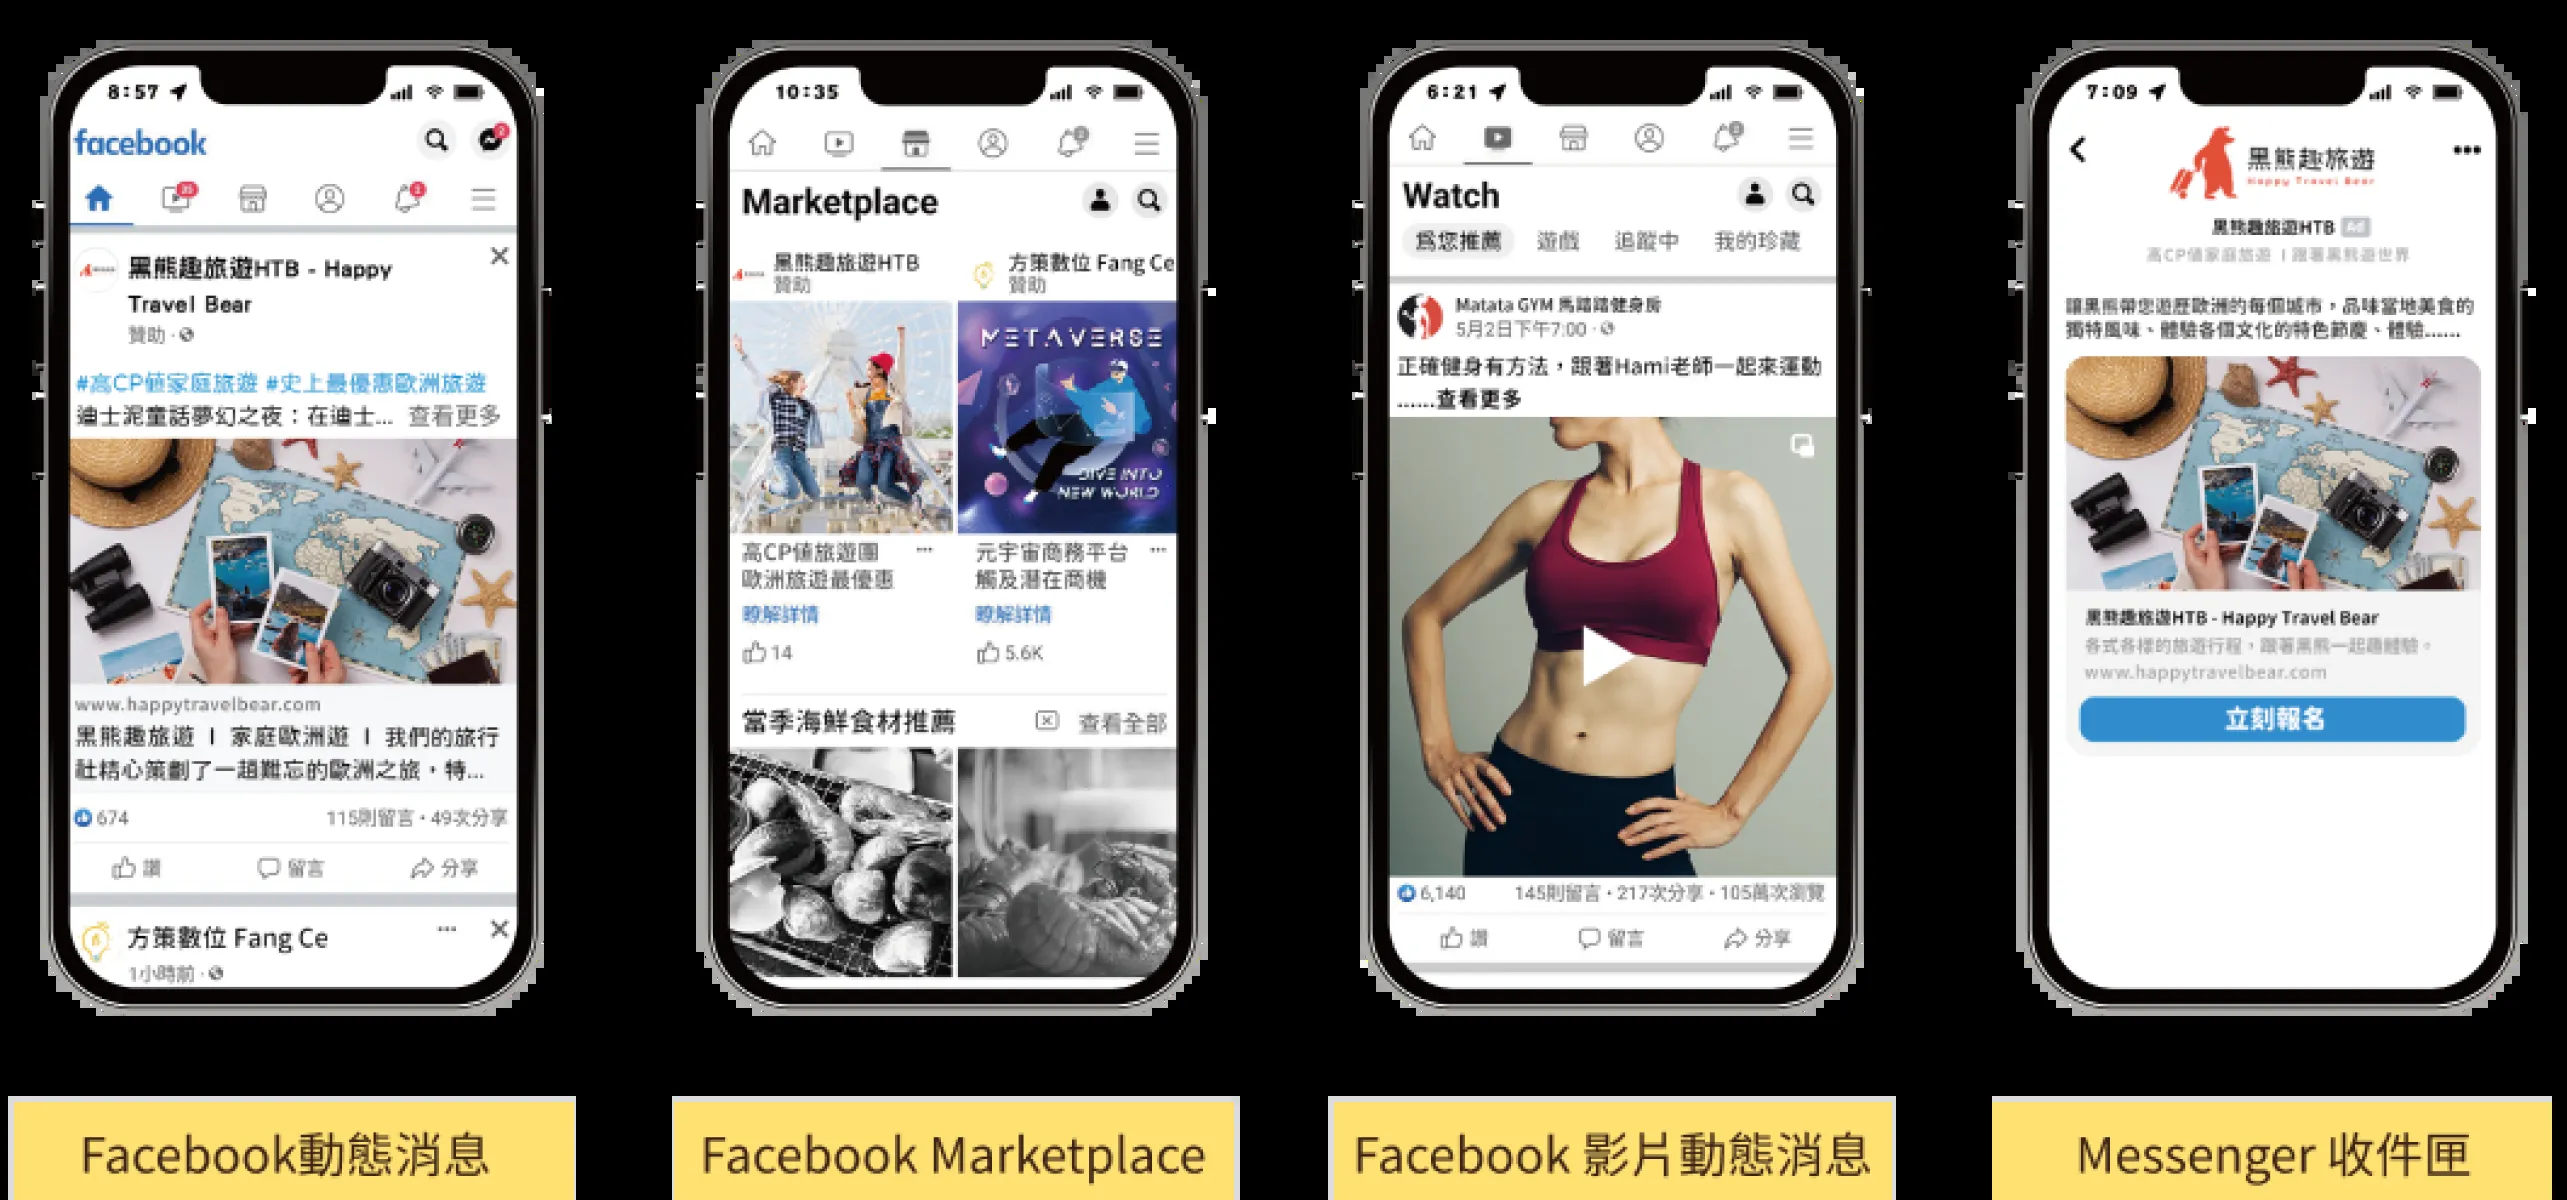 8:57
facebook
2
35
3
黑熊趣旅遊HTB - Happy
Travel Bear
贊助
#高CP值家庭旅遊 #史上最優惠歐洲旅遊
迪士泥童話夢幻之夜：在迪士... 查看更多
www.happytravelbear.com
黑熊趣旅遊 I 家庭歐洲遊 I 我們的旅行
社精心策劃了一趟難忘的歐洲之旅，特...
674
115則留言・49次分享
讚 留言 分享
方策數位 Fang Ce
1小時前
Facebook動態消息
10:35
Marketplace
黑熊趣旅遊HTB
贊助
方策數位 Fang Ce
贊助
METAVERSE
DIVE INTO
NEW WORLD
高CP值旅遊團
歐洲旅遊最優惠
瞭解詳情
14
元宇宙商務平台
觸及潛在商機
瞭解詳情
5.6K
當季海鮮食材推薦 查看全部
Facebook Marketplace
6:21
Watch
為您推薦 遊戲 追蹤中 我的珍藏
Matata GYM 馬踏踏健身房
5月2日下午7:00
正確健身有方法，跟著Hami老師一起來運動
......查看更多
6,140
145則留言・217次分享・105萬次瀏覽
讚 留言 分享
Facebook 影片動態消息
7:09
黑熊趣旅遊
Happy Travel Bear
黑熊趣旅遊HTB Ad
高CP值家庭旅遊 I 跟著黑熊遊世界
讓黑熊帶您遊歷歐洲的每個城市，品味當地美食的
獨特風味、體驗各個文化的特色節慶、體驗......
黑熊趣旅遊HTB - Happy Travel Bear
各式各樣的旅遊行程，跟著黑熊一起趣體驗。
www.happytravelbear.com
立刻報名
Messenger 收件匣